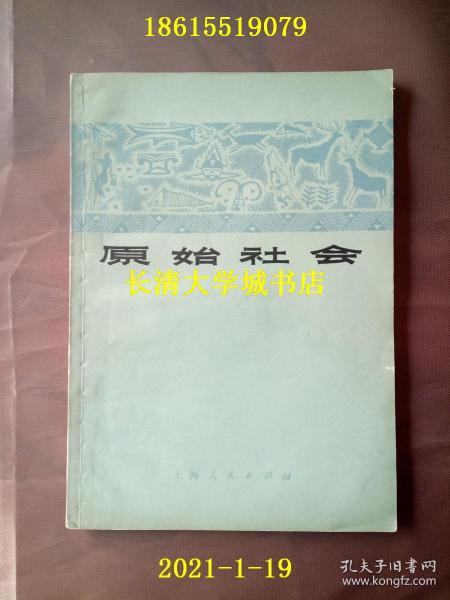 18615519079
原始社会
长清大学城书店
上海人民出版社
2021-1-19
孔夫子旧书网
www.kongfz.com